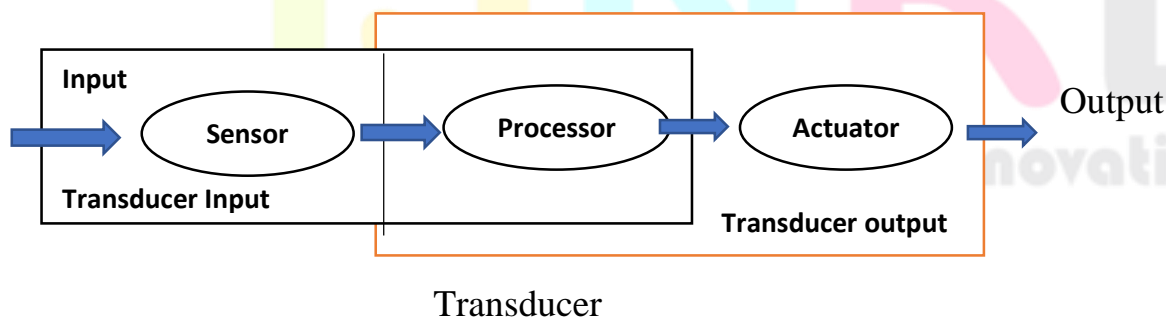 Input
Sensor
Processor
Actuator
Output
Transducer Input
Transducer output
Transducer